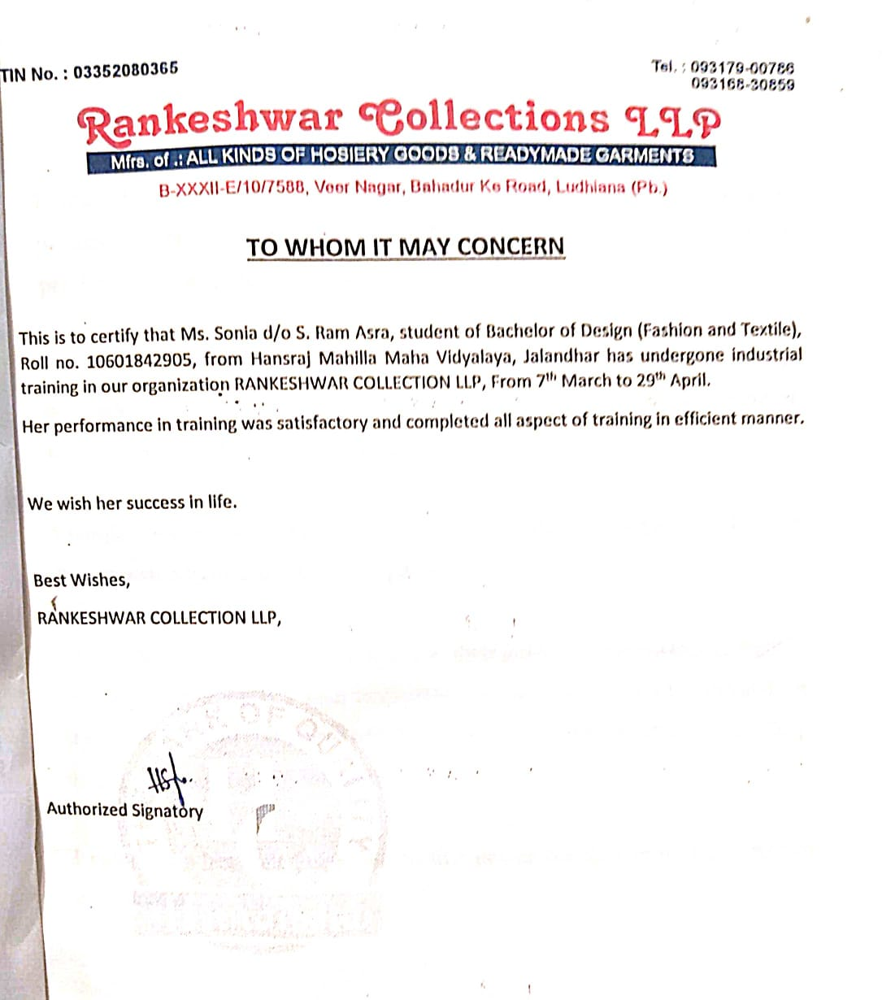 TIN No. : 03352080365
Tel. : 093179-00786
093168-30859
Rankeshwar Collections LLP
Mfrs. of .: ALL KINDS OF HOSIERY GOODS & READYMADE GARMENTS
B-XXXII-E/10/7588, Veer Nagar, Bahadur Ke Road, Ludhiana (Pb.)
TO WHOM IT MAY CONCERN
This is to certify that Ms. Sonia d/o S. Ram Asra, student of Bachelor of Design (Fashion and Textile),
Roll no. 10601842905, from Hansraj Mahilla Maha Vidyalaya, Jalandhar has undergone industrial
training in our organization RANKESHWAR COLLECTION LLP, From 7th March to 29th April.
Her performance in training was satisfactory and completed all aspect of training in efficient manner.
We wish her success in life.
Best Wishes,
RANKESHWAR COLLECTION LLP,
OF
Authorized Signatory